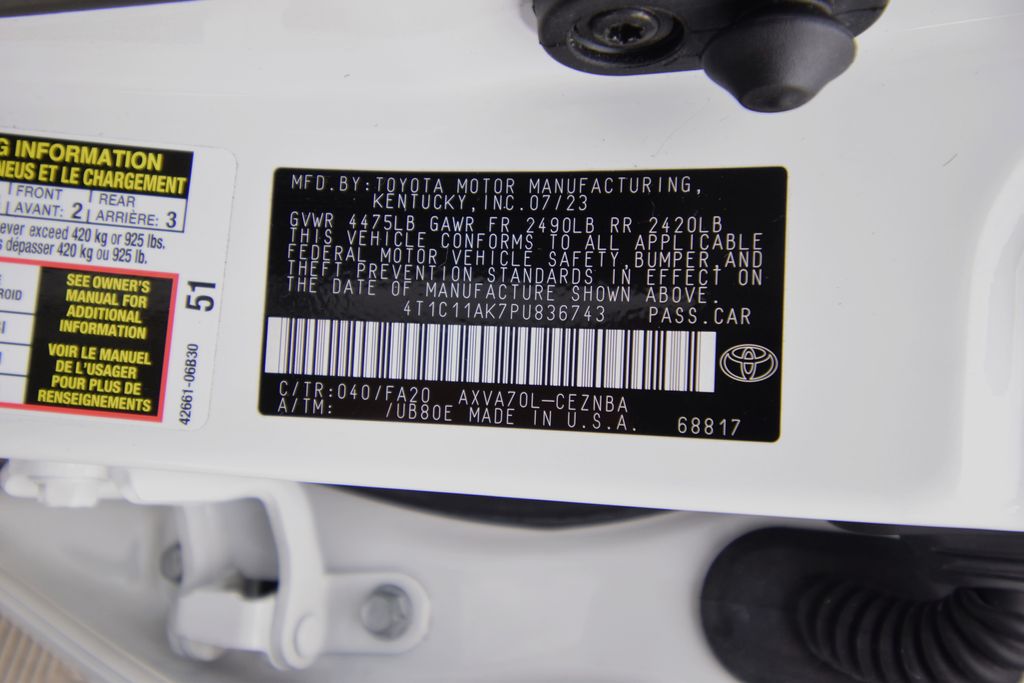 G INFORMATION
NEUS ET LE CHARGEMENT
FRONT
AVANT: 2
REAR
ARRIÈRE: 3
ever exceed 420 kg or 925 lbs.
dépasser 420 kg ou 925 lb.
SEE OWNER'S
MANUAL FOR
ADDITIONAL
INFORMATION
VOIR LE MANUEL
DE L'USAGER
POUR PLUS DE
RENSEIGNEMENTS
51
42661-06B30
MFD.BY:TOYOTA MOTOR MANUFACTURING,
KENTUCKY,INC.07/23
GVWR 4475LB GAWR FR 2490LB RR 2420LB
THIS VEHICLE CONFORMS TO ALL APPLICABLE
FEDERAL MOTOR VEHICLE SAFETY,BUMPER,AND
THEFT PREVENTION STANDARDS IN EFFECT ON
THE DATE OF MANUFACTURE SHOWN ABOVE.
4T1C11AK7PU836743 PASS.CAR
C/TR:040/FA20 AXVA70L-CEZNBA
A/TM: /UB80E MADE IN U.S.A.
68817